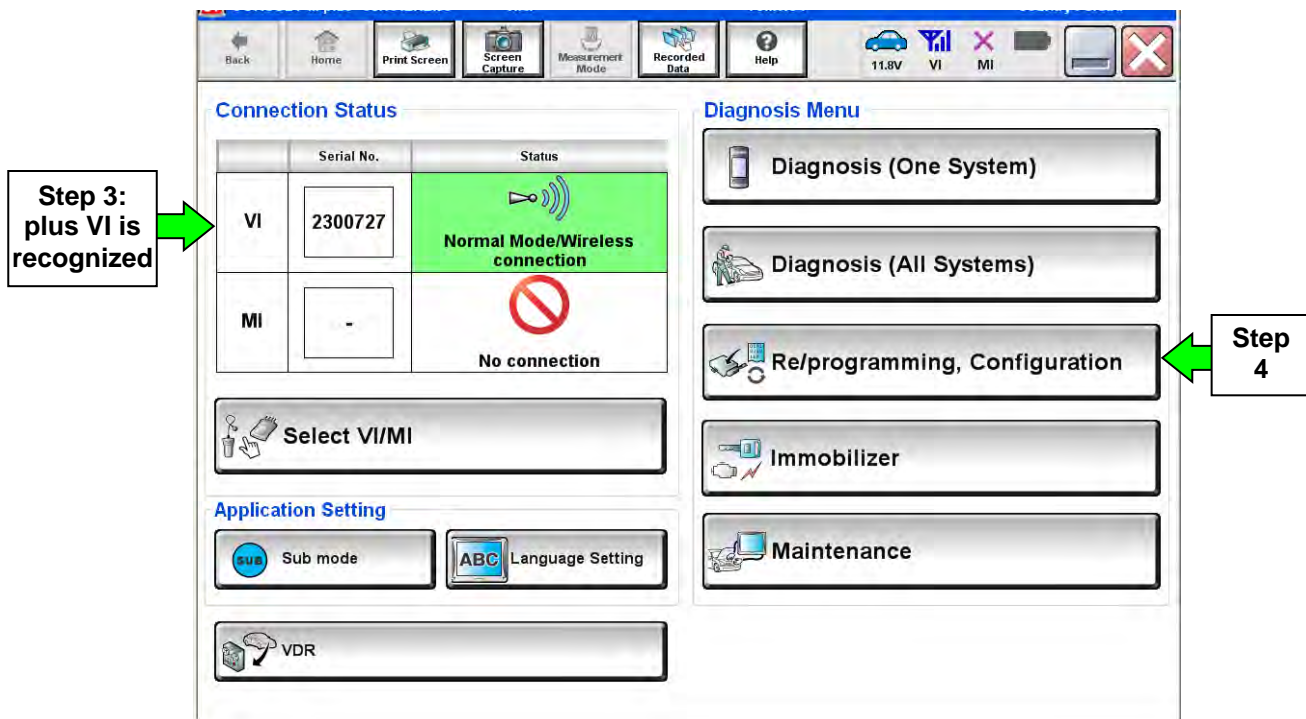 Back
Home
Print Screen
Screen
Capture
Measurement
Mode
Recorded
Data
Help
11.8V
VI
MI
Connection Status
Serial No.
Status
VI
2300727
Normal Mode/Wireless
connection
MI
-
No connection
Select VI/MI
Application Setting
SUB
Sub mode
ABC
Language Setting
VDR
Diagnosis Menu
Diagnosis (One System)
Diagnosis (All Systems)
Re/programming, Configuration
Immobilizer
Maintenance
Step 3:
plus VI is
recognized
Step
4